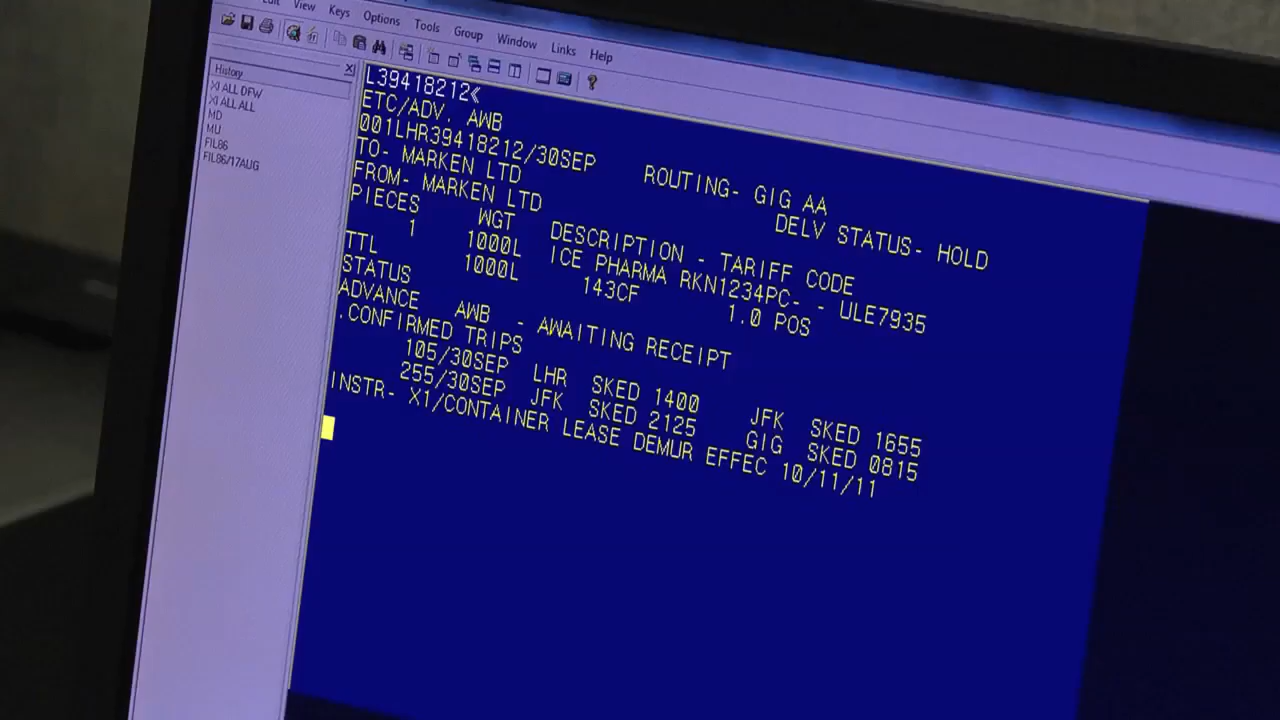 Edit View Keys Options Tools Group Window Links Help
History
XI ALL DFW
XI ALL ALL
MD
MU
FIL86
FIL86/17AUG
L39418212<
ETC/ADV. AWB
001LHR39418212/30SEP ROUTING- GIG AA
TO- MARKEN LTD DELV STATUS- HOLD
FROM- MARKEN LTD
PIECES WGT DESCRIPTION - TARIFF CODE
1 1000L ICE PHARMA RKN1234PC- - ULE7935
TTL 1000L 143CF 1.0 POS
STATUS
ADVANCE AWB - AWAITING RECEIPT
.CONFIRMED TRIPS
105/30SEP LHR SKED 1400 JFK SKED 1655
255/30SEP JFK SKED 2125 GIG SKED 0815
INSTR- X1/CONTAINER LEASE DEMUR EFFEC 10/11/11